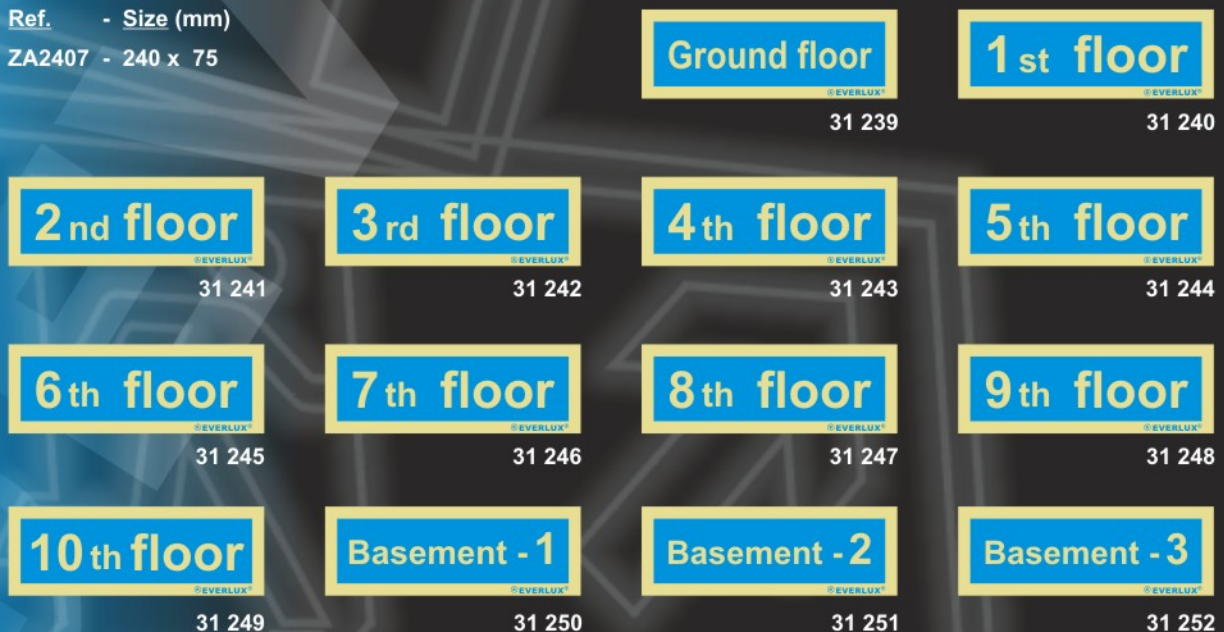 Ref. - Size (mm)
ZA2407 - 240 x 75
Ground floor
®EVERLUX®
31 239
1 st floor
®EVERLUX®
31 240
2 nd floor
®EVERLUX®
31 241
3 rd floor
®EVERLUX®
31 242
4 th floor
®EVERLUX®
31 243
5 th floor
®EVERLUX®
31 244
6 th floor
®EVERLUX®
31 245
7 th floor
®EVERLUX®
31 246
8 th floor
®EVERLUX®
31 247
9 th floor
®EVERLUX®
31 248
10 th floor
®EVERLUX®
31 249
Basement - 1
®EVERLUX®
31 250
Basement - 2
®EVERLUX®
31 251
Basement - 3
®EVERLUX®
31 252